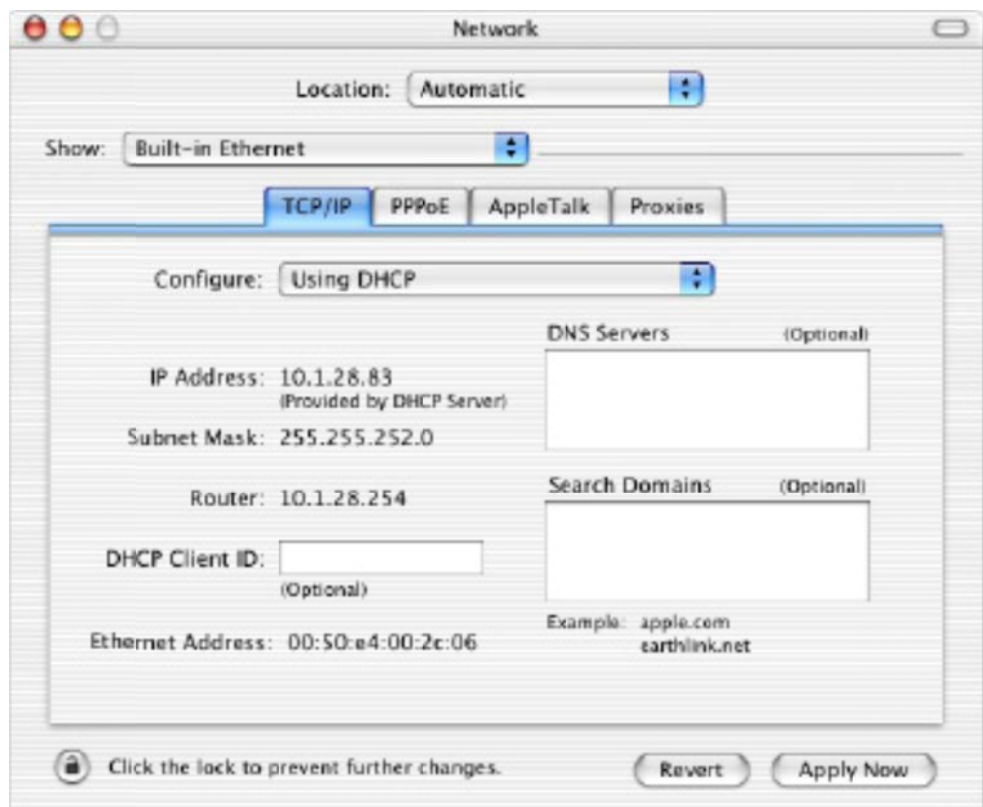 Network
Location: Automatic
Show: Built-in Ethernet
TCP/IP PPPoE AppleTalk Proxies
Configure: Using DHCP
DNS Servers (Optional)
IP Address: 10.1.28.83
(Provided by DHCP Server)
Subnet Mask: 255.255.252.0
Router: 10.1.28.254
Search Domains (Optional)
DHCP Client ID:
(Optional)
Example: apple.com
earthlink.net
Ethernet Address: 00:50:e4:00:2c:06
Click the lock to prevent further changes.
Revert Apply Now